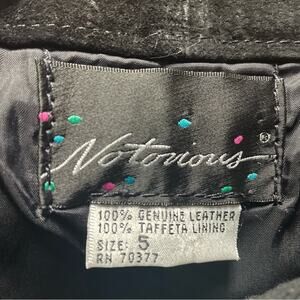 Notorious ®
100% GENUINE LEATHER
100% TAFFETA LINING
SIZE: 5
RN 70377